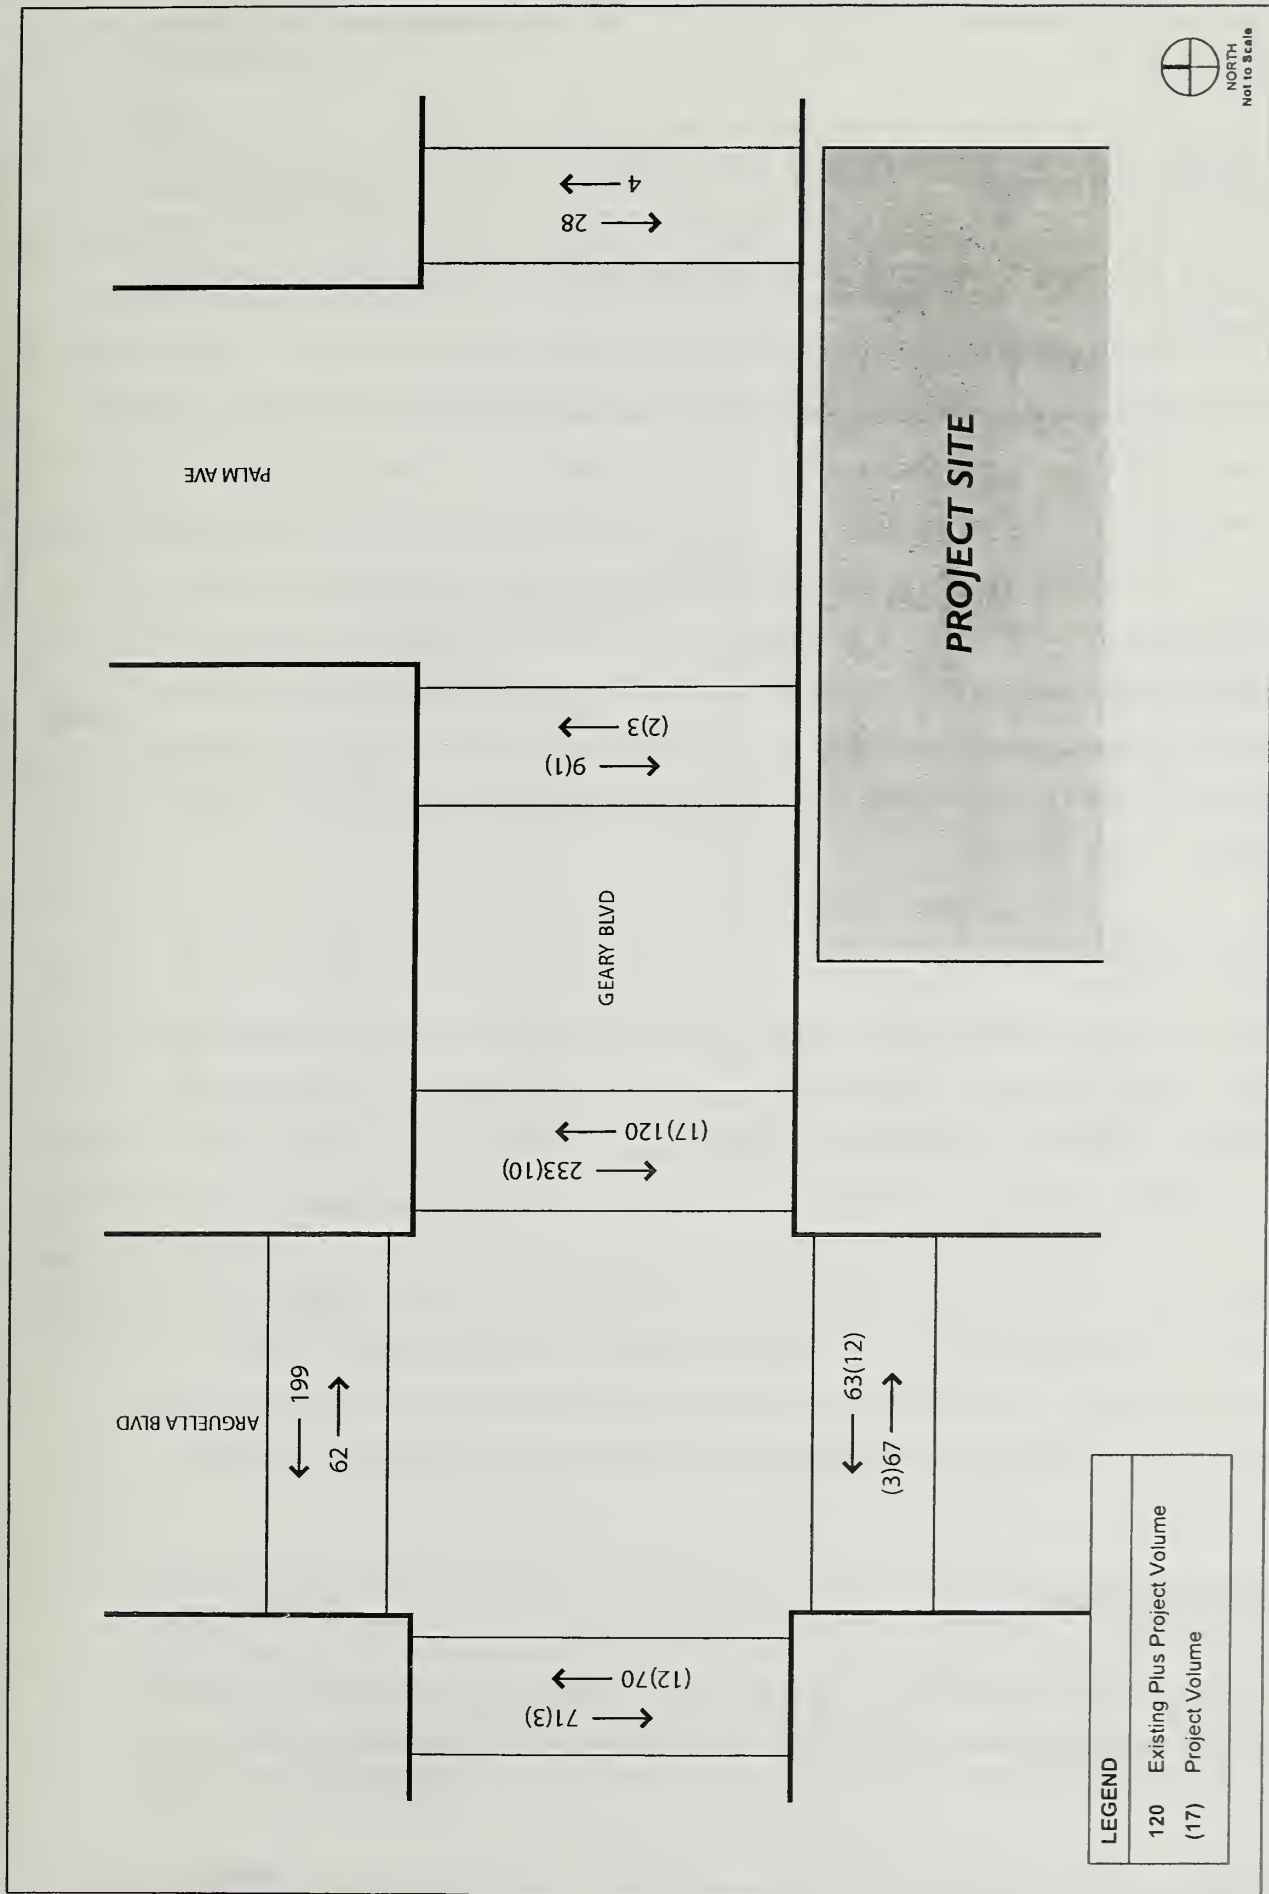 NORTH
Not to Scale
4
28
PALM AVE
PROJECT SITE
(2)3
9(1)
GEARY BLVD
(17)120
233(10)
ARGUELLA BLVD
199
62
63(12)
(3)67
(12)70
71(3)
LEGEND
120 Existing Plus Project Volume
(17) Project Volume